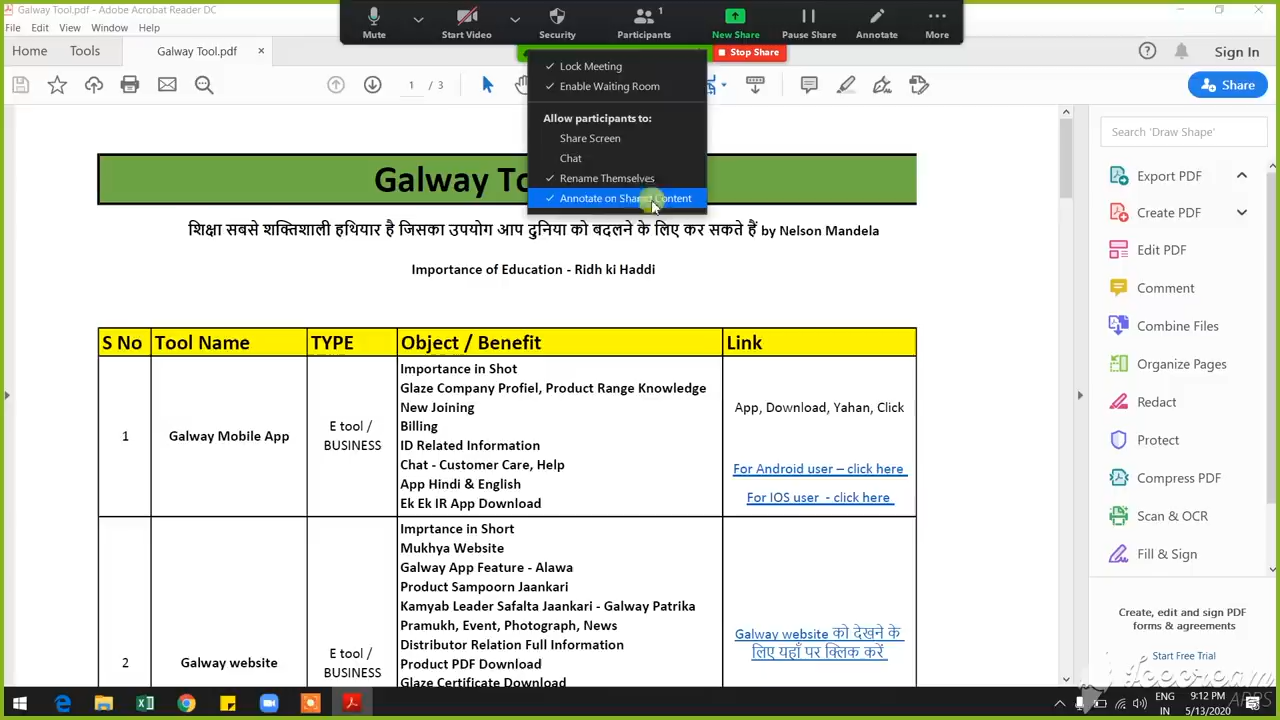 Galway Tool.pdf - Adobe Acrobat Reader DC
File Edit View Window Help
Mute Start Video Security Participants 1 New Share Pause Share Annotate More
Stop Share
Home Tools Galway Tool.pdf × Sign In
1 / 3 Share
Lock Meeting
Enable Waiting Room
Allow participants to:
Share Screen
Chat
Rename Themselves
Annotate on Shared Content
Search 'Draw Shape'
Export PDF
Create PDF
Edit PDF
Comment
Combine Files
Organize Pages
Redact
Protect
Compress PDF
Scan & OCR
Fill & Sign
Create, edit and sign PDF
forms & agreements
Start Free Trial
Galway
शिक्षा सबसे शक्तिशाली हथियार है जिसका उपयोग आप दुनिया को बदलने के लिए कर सकते हैं by Nelson Mandela
Importance of Education - Ridh ki Haddi
S No Tool Name TYPE Object / Benefit Link
1 Galway Mobile App E tool /
BUSINESS
Importance in Shot
Glaze Company Profiel, Product Range Knowledge
New Joining
Billing
ID Related Information
Chat - Customer Care, Help
App Hindi & English
Ek Ek IR App Download
App, Download, Yahan, Click
For Android user – click here
For IOS user - click here
2 Galway website E tool /
BUSINESS
Imprtance in Short
Mukhya Website
Galway App Feature - Alawa
Product Sampoorn Jaankari
Kamyab Leader Safalta Jaankari - Galway Patrika
Pramukh, Event, Photograph, News
Distributor Relation Full Information
Product PDF Download
Glaze Certificate Download
Galway website को देखने के
लिए यहाँ पर क्लिक करें
Icecream
APPS
ENG 9:12 PM
IN 5/13/2020